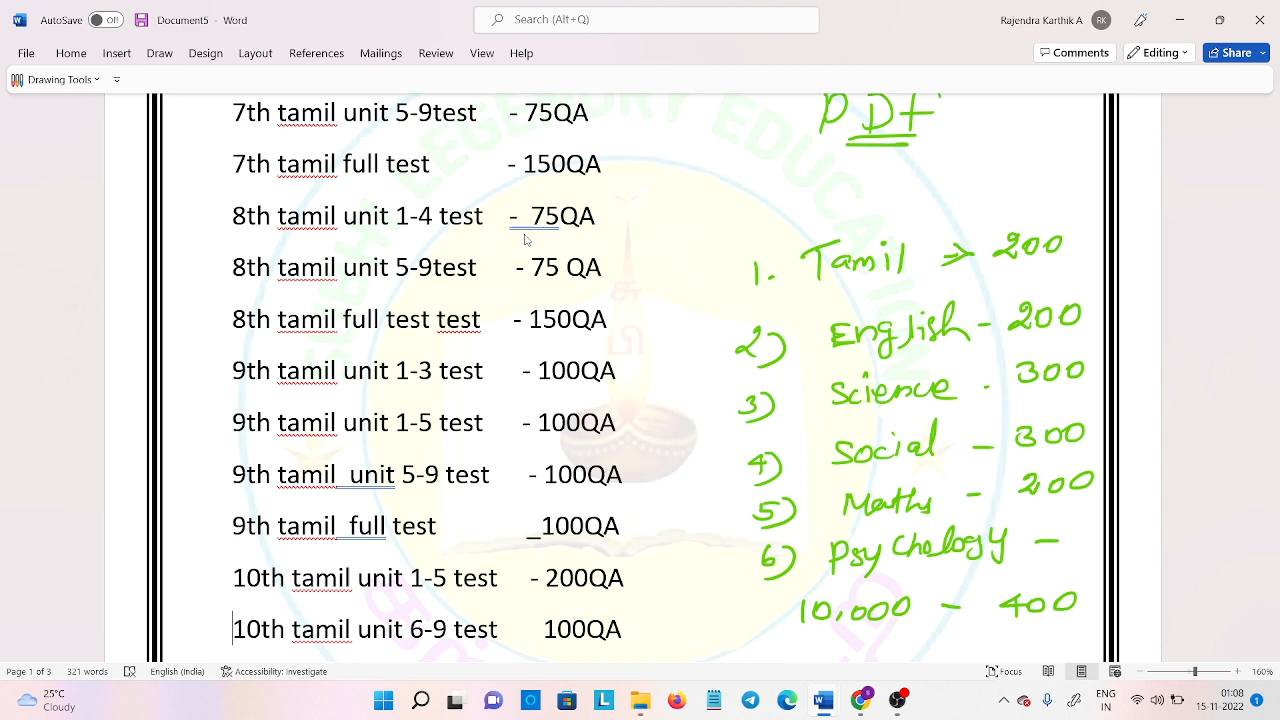 AutoSave Off Document5 - Word Search (Alt+Q) Rajendra Karthik A RK
File Home Insert Draw Design Layout References Mailings Review View Help Comments Editing Share
Drawing Tools
7th tamil unit 5-9test - 75QA
7th tamil full test - 150QA
8th tamil unit 1-4 test - 75QA
8th tamil unit 5-9test - 75 QA
8th tamil full test test - 150QA
9th tamil unit 1-3 test - 100QA
9th tamil unit 1-5 test - 100QA
9th tamil unit 5-9 test - 100QA
9th tamil full test _100QA
10th tamil unit 1-5 test - 200QA
10th tamil unit 6-9 test 100QA
PDF
1. Tamil → 200
2) English - 200
3) Science - 300
4) Social - 300
5) Maths - 200
6) Psychology -
10,000 - 400
EDUCATION
Page 1 of 3 321 words English (India) Accessibility: Investigate Focus 160%
25°C
Cloudy
ENG
IN
01:08
15-11-2022